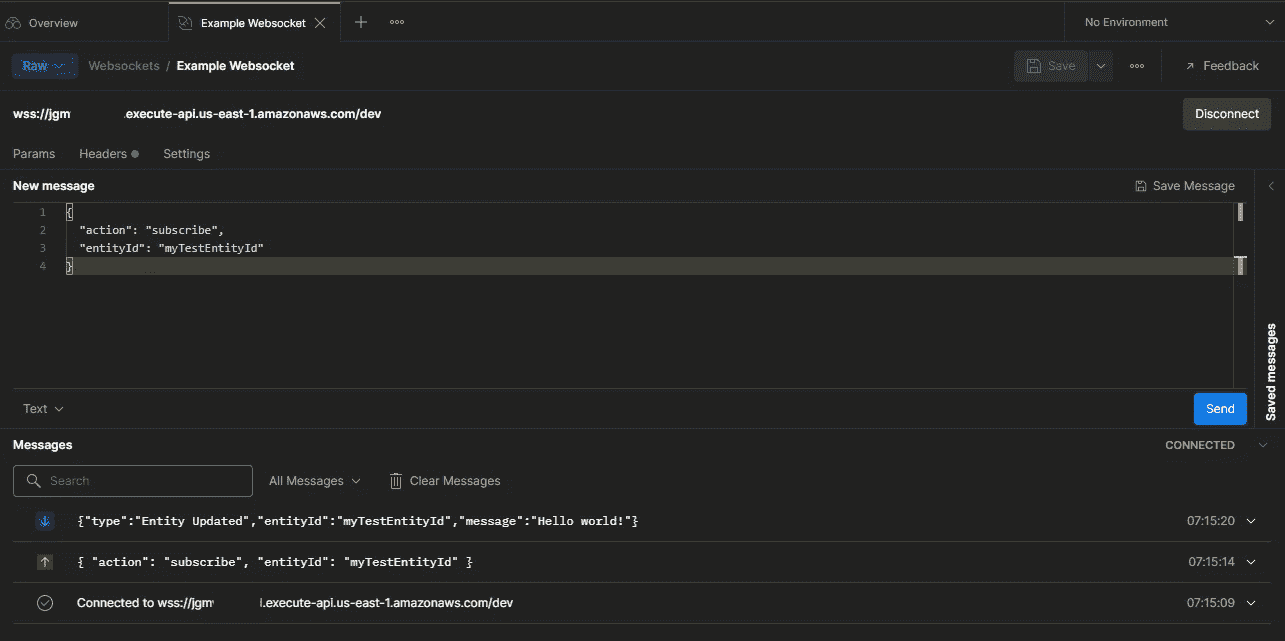 Overview
Example Websocket
No Environment
Raw
Websockets / Example Websocket
Save
Feedback
wss://jgm .execute-api.us-east-1.amazonaws.com/dev
Disconnect
Params Headers Settings
New message
Save Message
1 {
2 "action": "subscribe",
3 "entityId": "myTestEntityId"
4 }
Saved messages
Text
Send
Messages
CONNECTED
Search
All Messages
Clear Messages
{"type":"Entity Updated","entityId":"myTestEntityId","message":"Hello world!"} 07:15:20
{ "action": "subscribe", "entityId": "myTestEntityId" } 07:15:14
Connected to wss://jgm .execute-api.us-east-1.amazonaws.com/dev 07:15:09